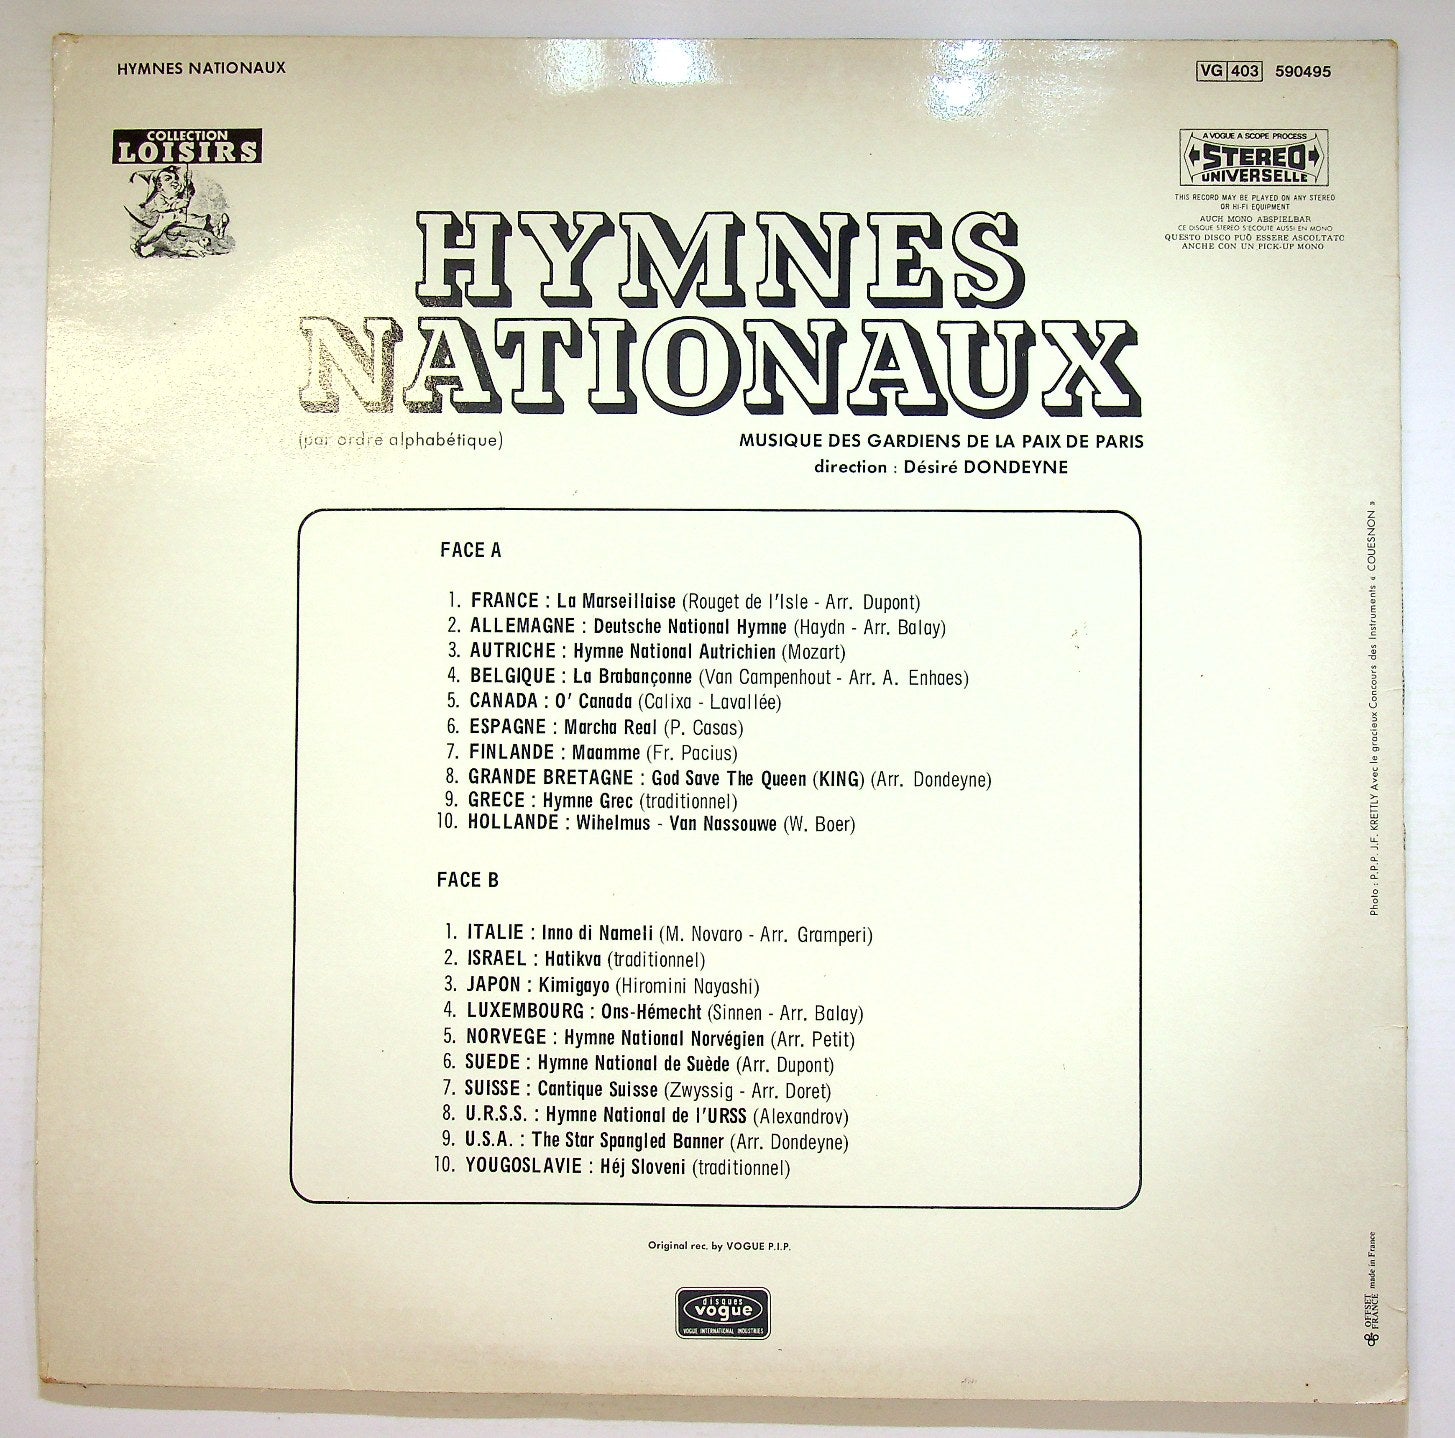 HYMNES NATIONAUX
VG 403 590495
COLLECTION
LOISIRS
A VOGUE A SCOPE PROCESS
STEREO
UNIVERSELLE
THIS RECORD MAY BE PLAYED ON ANY STEREO
OR HI-FI EQUIPMENT
AUCH MONO ABSPIELBAR
CE DISQUE STEREO S'ECOUTE AUSSI EN MONO
QUESTO DISCO PUÒ ESSERE ASCOLTATO
ANCHE CON UN PICK-UP MONO
HYMNES
NATIONAUX
(par ordre alphabétique)
MUSIQUE DES GARDIENS DE LA PAIX DE PARIS
direction : Désiré DONDEYNE
FACE A
1. FRANCE : La Marseillaise (Rouget de l'Isle - Arr. Dupont)
2. ALLEMAGNE : Deutsche National Hymne (Haydn - Arr. Balay)
3. AUTRICHE : Hymne National Autrichien (Mozart)
4. BELGIQUE : La Brabançonne (Van Campenhout - Arr. A. Enhaes)
5. CANADA : O' Canada (Calixa - Lavallée)
6. ESPAGNE : Marcha Real (P. Casas)
7. FINLANDE : Maamme (Fr. Pacius)
8. GRANDE BRETAGNE : God Save The Queen (KING) (Arr. Dondeyne)
9. GRECE : Hymne Grec (traditionnel)
10. HOLLANDE : Wihelmus - Van Nassouwe (W. Boer)
FACE B
1. ITALIE : Inno di Nameli (M. Novaro - Arr. Gramperi)
2. ISRAEL : Hatikva (traditionnel)
3. JAPON : Kimigayo (Hiromini Nayashi)
4. LUXEMBOURG : Ons-Hémecht (Sinnen - Arr. Balay)
5. NORVEGE : Hymne National Norvégien (Arr. Petit)
6. SUEDE : Hymne National de Suède (Arr. Dupont)
7. SUISSE : Cantique Suisse (Zwyssig - Arr. Doret)
8. U.R.S.S. : Hymne National de l'URSS (Alexandrov)
9. U.S.A. : The Star Spangled Banner (Arr. Dondeyne)
10. YOUGOSLAVIE : Héj Sloveni (traditionnel)
Original rec. by VOGUE P.I.P.
disques
vogue
VOGUE INTERNATIONAL INDUSTRIES
Photo : P.P.P. J.F. KRETTLY Avec le gracieux Concours des Instruments « COUESNON »
OFFSET
FRANCE made in France